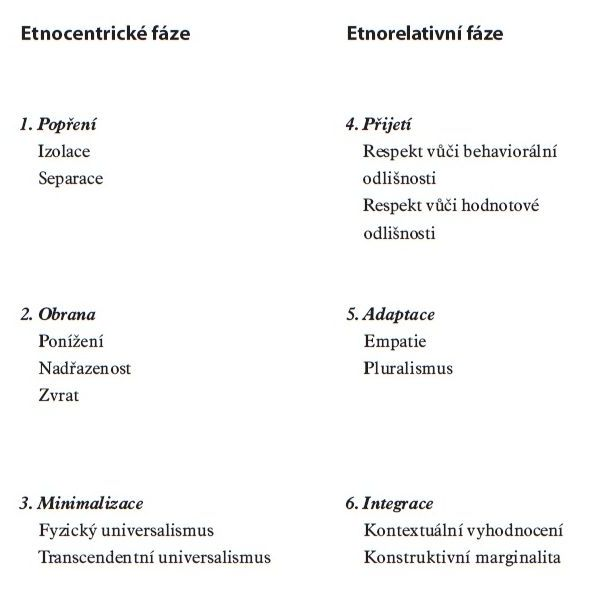 Etnocentrické fáze
1. Popření
Izolace
Separace
2. Obrana
Ponížení
Nadřazenost
Zvrat
3. Minimalizace
Fyzický universalismus
Transcendentní universalismus
Etnorelativní fáze
4. Přijetí
Respekt vůči behaviorální
odlišnosti
Respekt vůči hodnotové
odlišnosti
5. Adaptace
Empatie
Pluralismus
6. Integrace
Kontextuální vyhodnocení
Konstruktivní marginalita